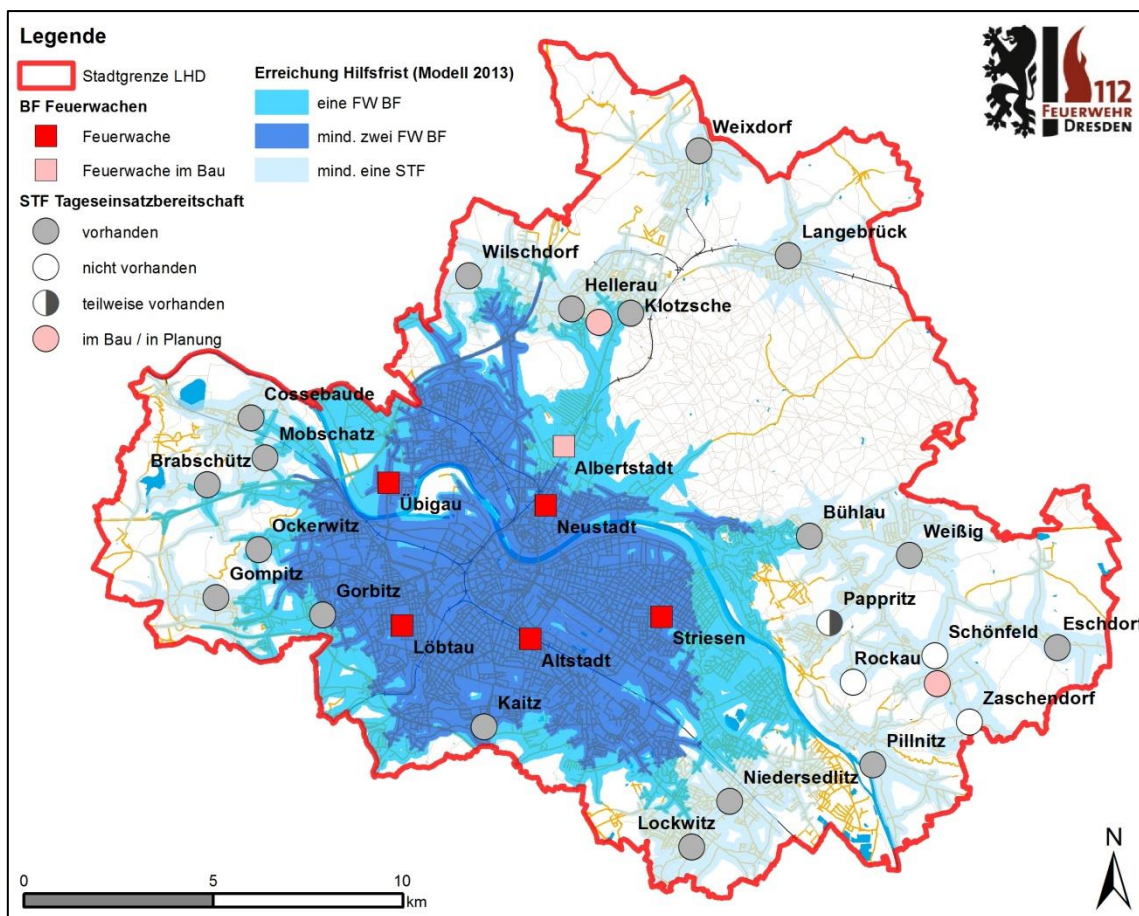 Legende
Stadtgrenze LHD
BF Feuerwachen
Feuerwache
Feuerwache im Bau
STF Tageseinsatzbereitschaft
vorhanden
nicht vorhanden
teilweise vorhanden
im Bau / in Planung
Erreichung Hilfsfrist (Modell 2013)
eine FW BF
mind. zwei FW BF
mind. eine STF
112
FEUERWEHR
DRESDEN
Weixdorf
Langebrück
Wilschdorf
Hellerau
Klotzsche
Cossebaude
Mobschatz
Brabschütz
Albertstadt
Übigau
Neustadt
Ockerwitz
Bühlau
Weißig
Gompitz
Gorbitz
Pappritz
Löbtau
Altstadt
Striesen
Schönfeld
Eschdorf
Rockau
Kaitz
Zaschendorf
Pillnitz
Niedersedlitz
Lockwitz
0 5 10
km
N